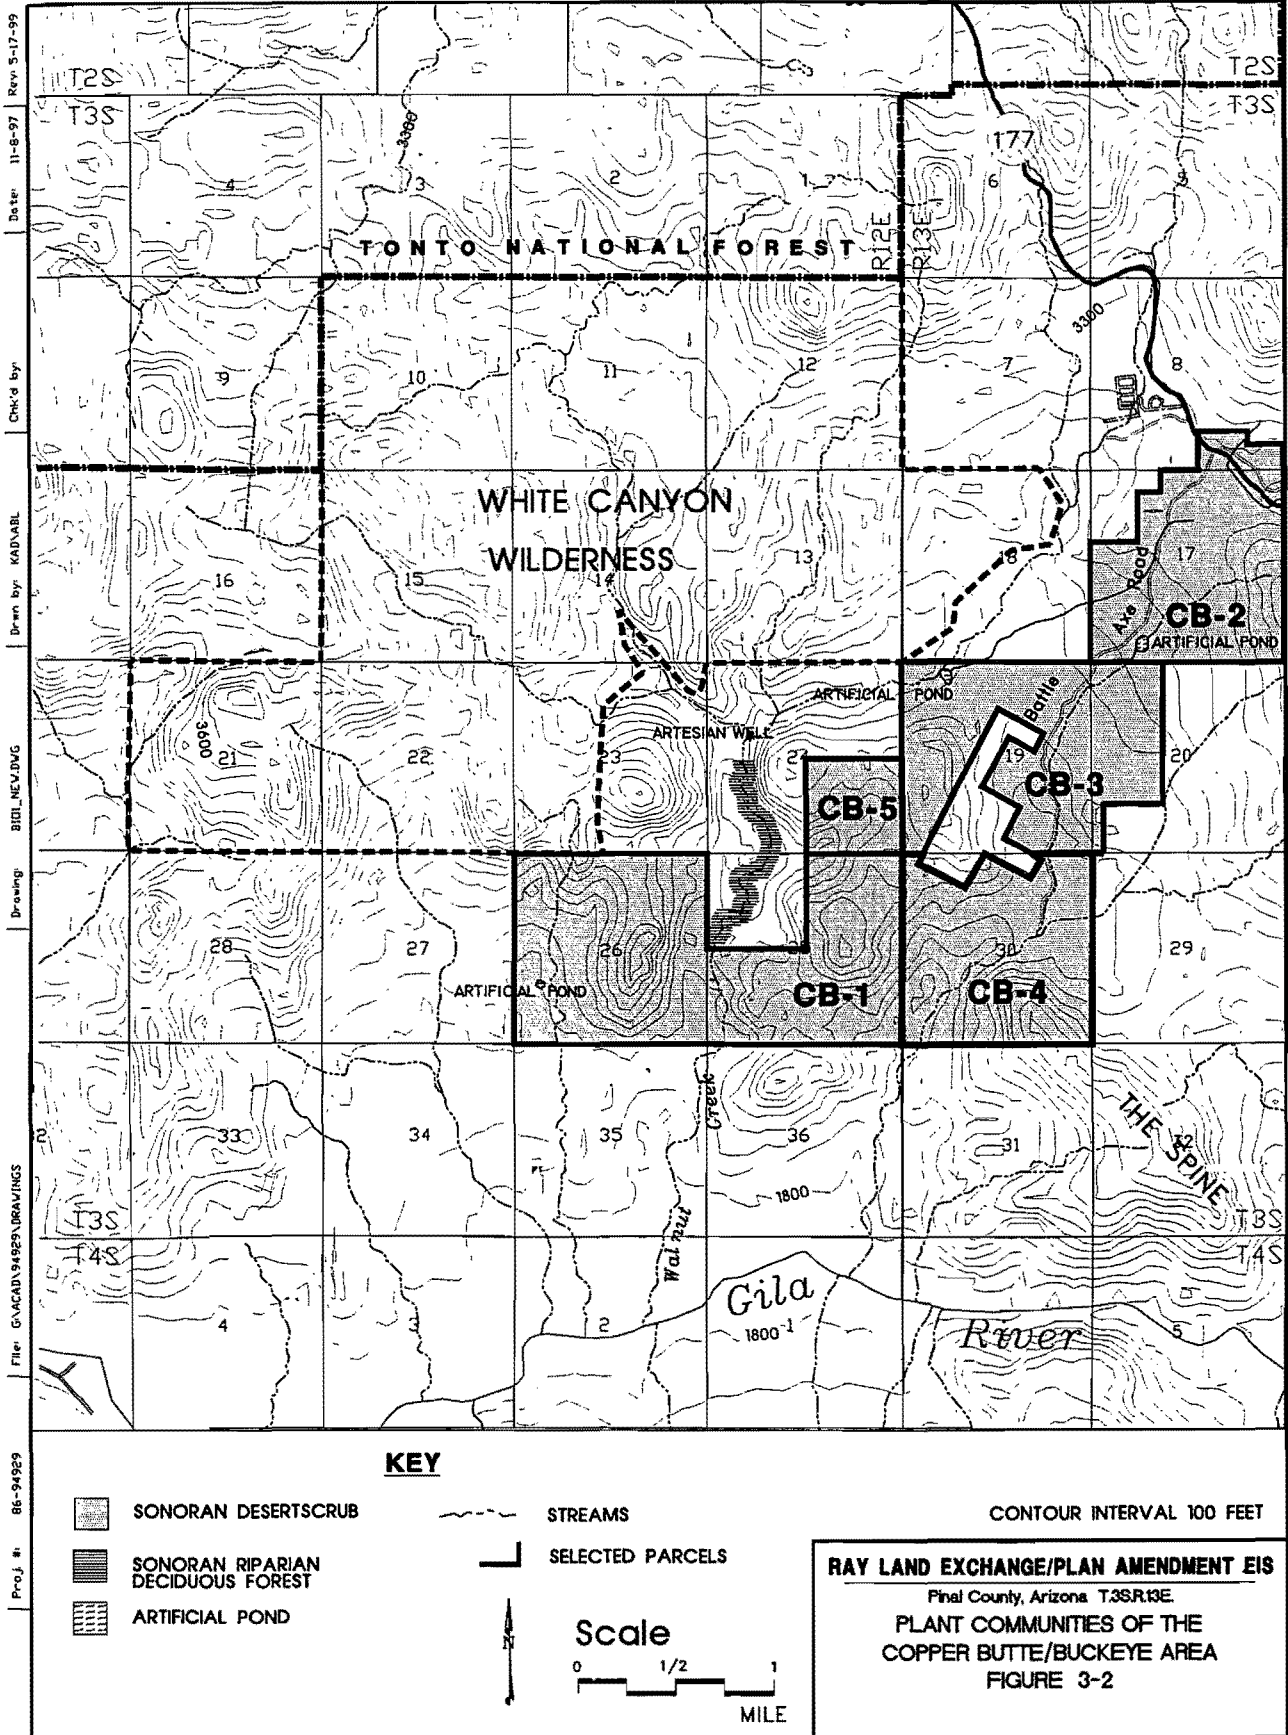 T2S
T2S
T3S
T3S
3300
177
4
3
2
1
6
5
TONTO NATIONAL FOREST
R12E
R13E
3300
9
10
11
12
7
8
WHITE CANYON
WILDERNESS
16
15
14
13
18
17
Axe Road
CB-2
ARTIFICIAL POND
ARTIFICIAL POND
ARTESIAN WELL
Battle
3600
21
22
23
19
20
CB-3
CB-5
28
27
26
30
29
ARTIFICIAL POND
CB-1
CB-4
Creek
33
34
35
36
31
32
THE SPINE
1800
T3S
T3S
T4S
T4S
Walnut
Gila
River
4
3
2
1800
1
5
KEY
SONORAN DESERTSCRUB
SONORAN RIPARIAN
DECIDUOUS FOREST
ARTIFICIAL POND
STREAMS
SELECTED PARCELS
N
Scale
0 1/2 1
MILE
CONTOUR INTERVAL 100 FEET
RAY LAND EXCHANGE/PLAN AMENDMENT EIS
Pinal County, Arizona T.3S.R.13E.
PLANT COMMUNITIES OF THE
COPPER BUTTE/BUCKEYE AREA
FIGURE 3-2
Proj. #: 86-94929
File: G:\ACAD\94929\DRAWINGS
Drawing:
Drwn by: KAD\ABL
Chk'd by:
Date: 11-8-97
Rev: 5-17-99